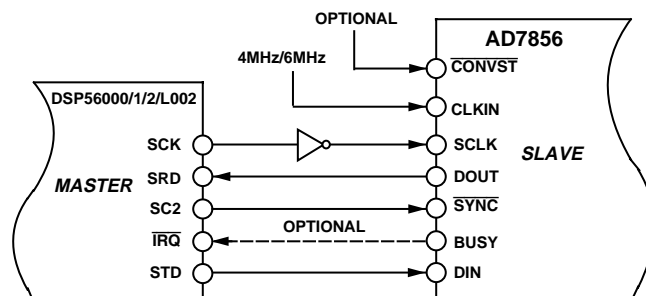 OPTIONAL
AD7856
4MHz/6MHz
CONVST
DSP56000/1/2/L002
CLKIN
SCK
SCLK
SLAVE
MASTER
SRD
DOUT
SC2
SYNC
OPTIONAL
IRQ
BUSY
STD
DIN